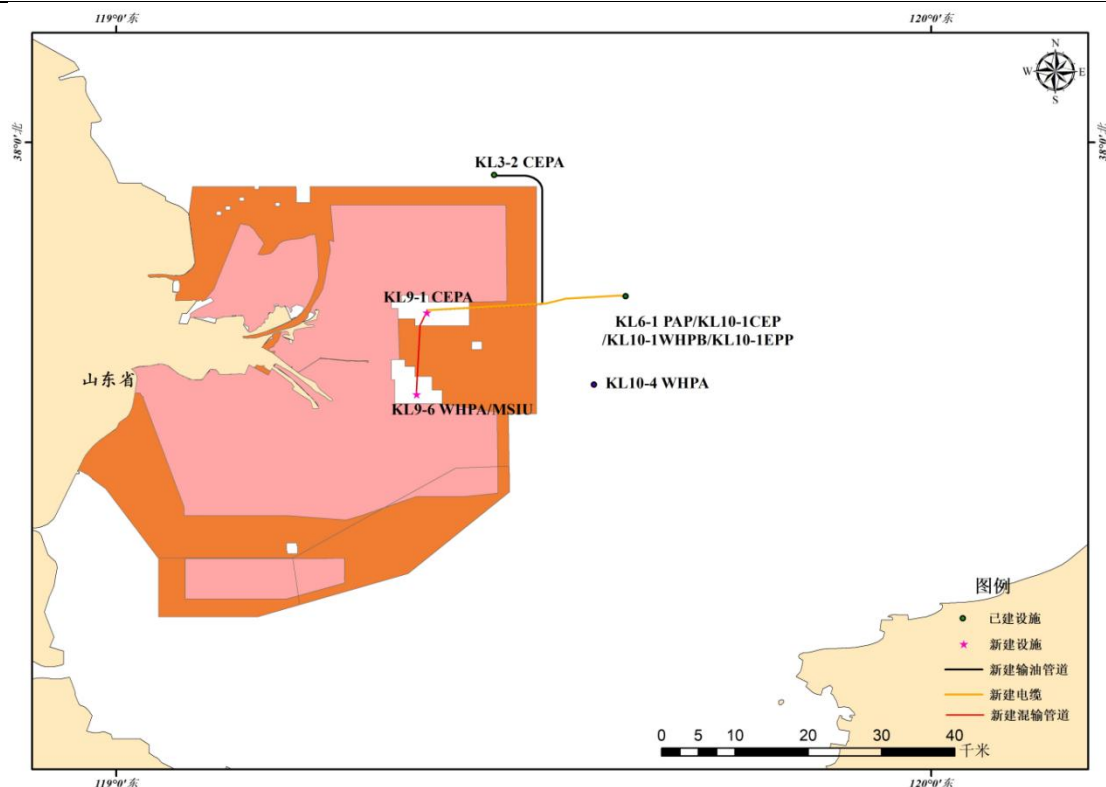 119°0′东
120°0′东
N
W
E
S
38°0′北
38°0′北
KL3-2 CEPA
KL9-1 CEPA
KL6-1 PAP/KL10-1CEP
/KL10-1WHPB/KL10-1EPP
山东省
KL10-4 WHPA
KL9-6 WHPA/MSIU
图例
已建设施
新建设施
新建输油管道
新建电缆
新建混输管道
0 5 10 20 30 40
千米
119°0′东
120°0′东